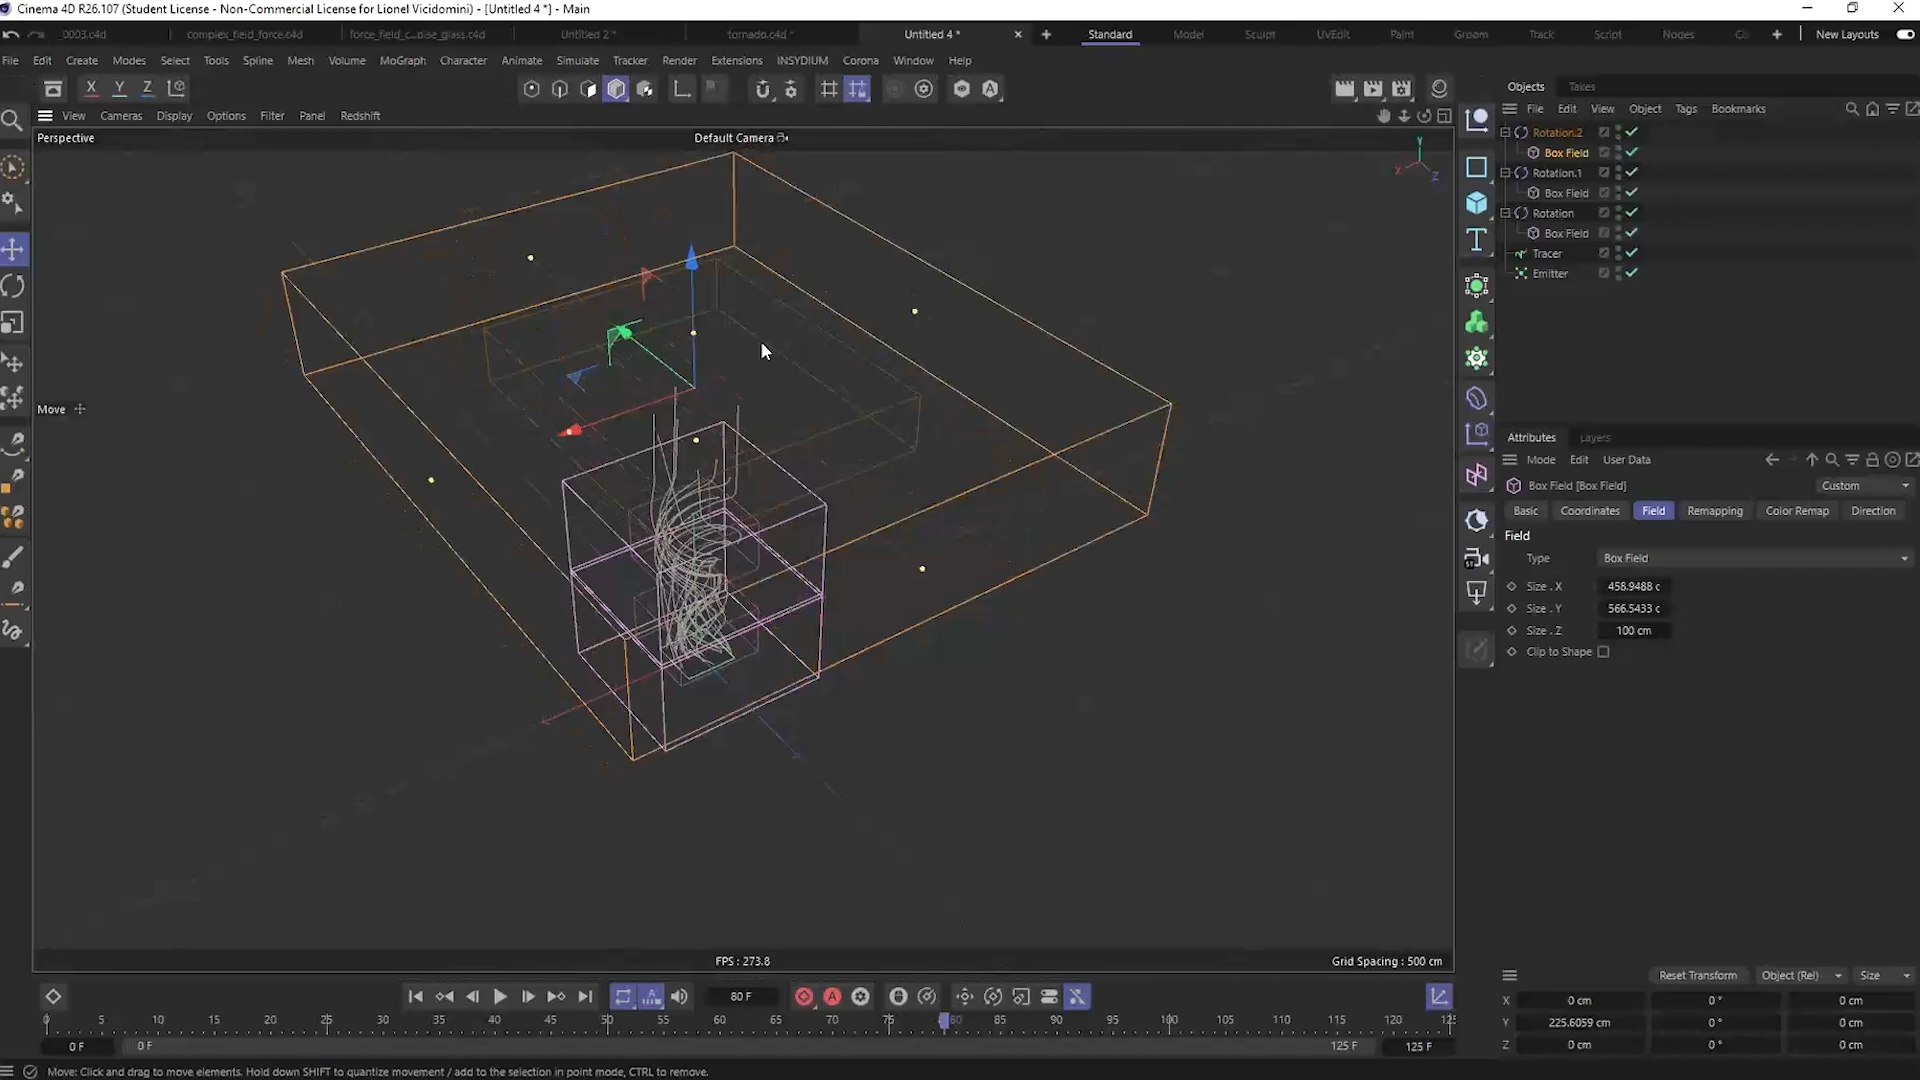 Cinema 4D R26.107 (Student License - Non-Commercial License for Lionel Vicidomini) - [Untitled 4 *] - Main
_0003.c4d complex_field_force.c4d force_field_c...oise_glass.c4d Untitled 2 * tornado.c4d * Untitled 4 * Standard Model Sculpt UVEdit Paint Groom Track Script Nodes New Layouts
File Edit Create Modes Select Tools Spline Mesh Volume MoGraph Character Animate Simulate Tracker Render Extensions INSYDIUM Corona Window Help
X Y Z
Objects Takes
View Cameras Display Options Filter Panel Redshift
File Edit View Object Tags Bookmarks
Perspective
Default Camera
Rotation.2
Box Field
Rotation.1
Box Field
Rotation
Box Field
Tracer
Emitter
Y
X
Z
Move
Attributes Layers
Mode Edit User Data
Box Field [Box Field] Custom
Basic Coordinates Field Remapping Color Remap Direction
Field
Type Box Field
Size . X 458.9488 c
Size . Y 566.5433 c
Size . Z 100 cm
Clip to Shape
FPS : 273.8
Grid Spacing : 500 cm
Reset Transform Object (Rel) Size
80 F
X 0 cm 0 ° 0 cm
Y 225.6059 cm 0 ° 0 cm
Z 0 cm 0 ° 0 cm
0 5 10 15 20 25 30 35 40 45 50 55 60 65 70 75 80 85 90 95 100 105 110 115 120 125
0 F 0 F 125 F 125 F
Move: Click and drag to move elements. Hold down SHIFT to quantize movement / add to the selection in point mode, CTRL to remove.